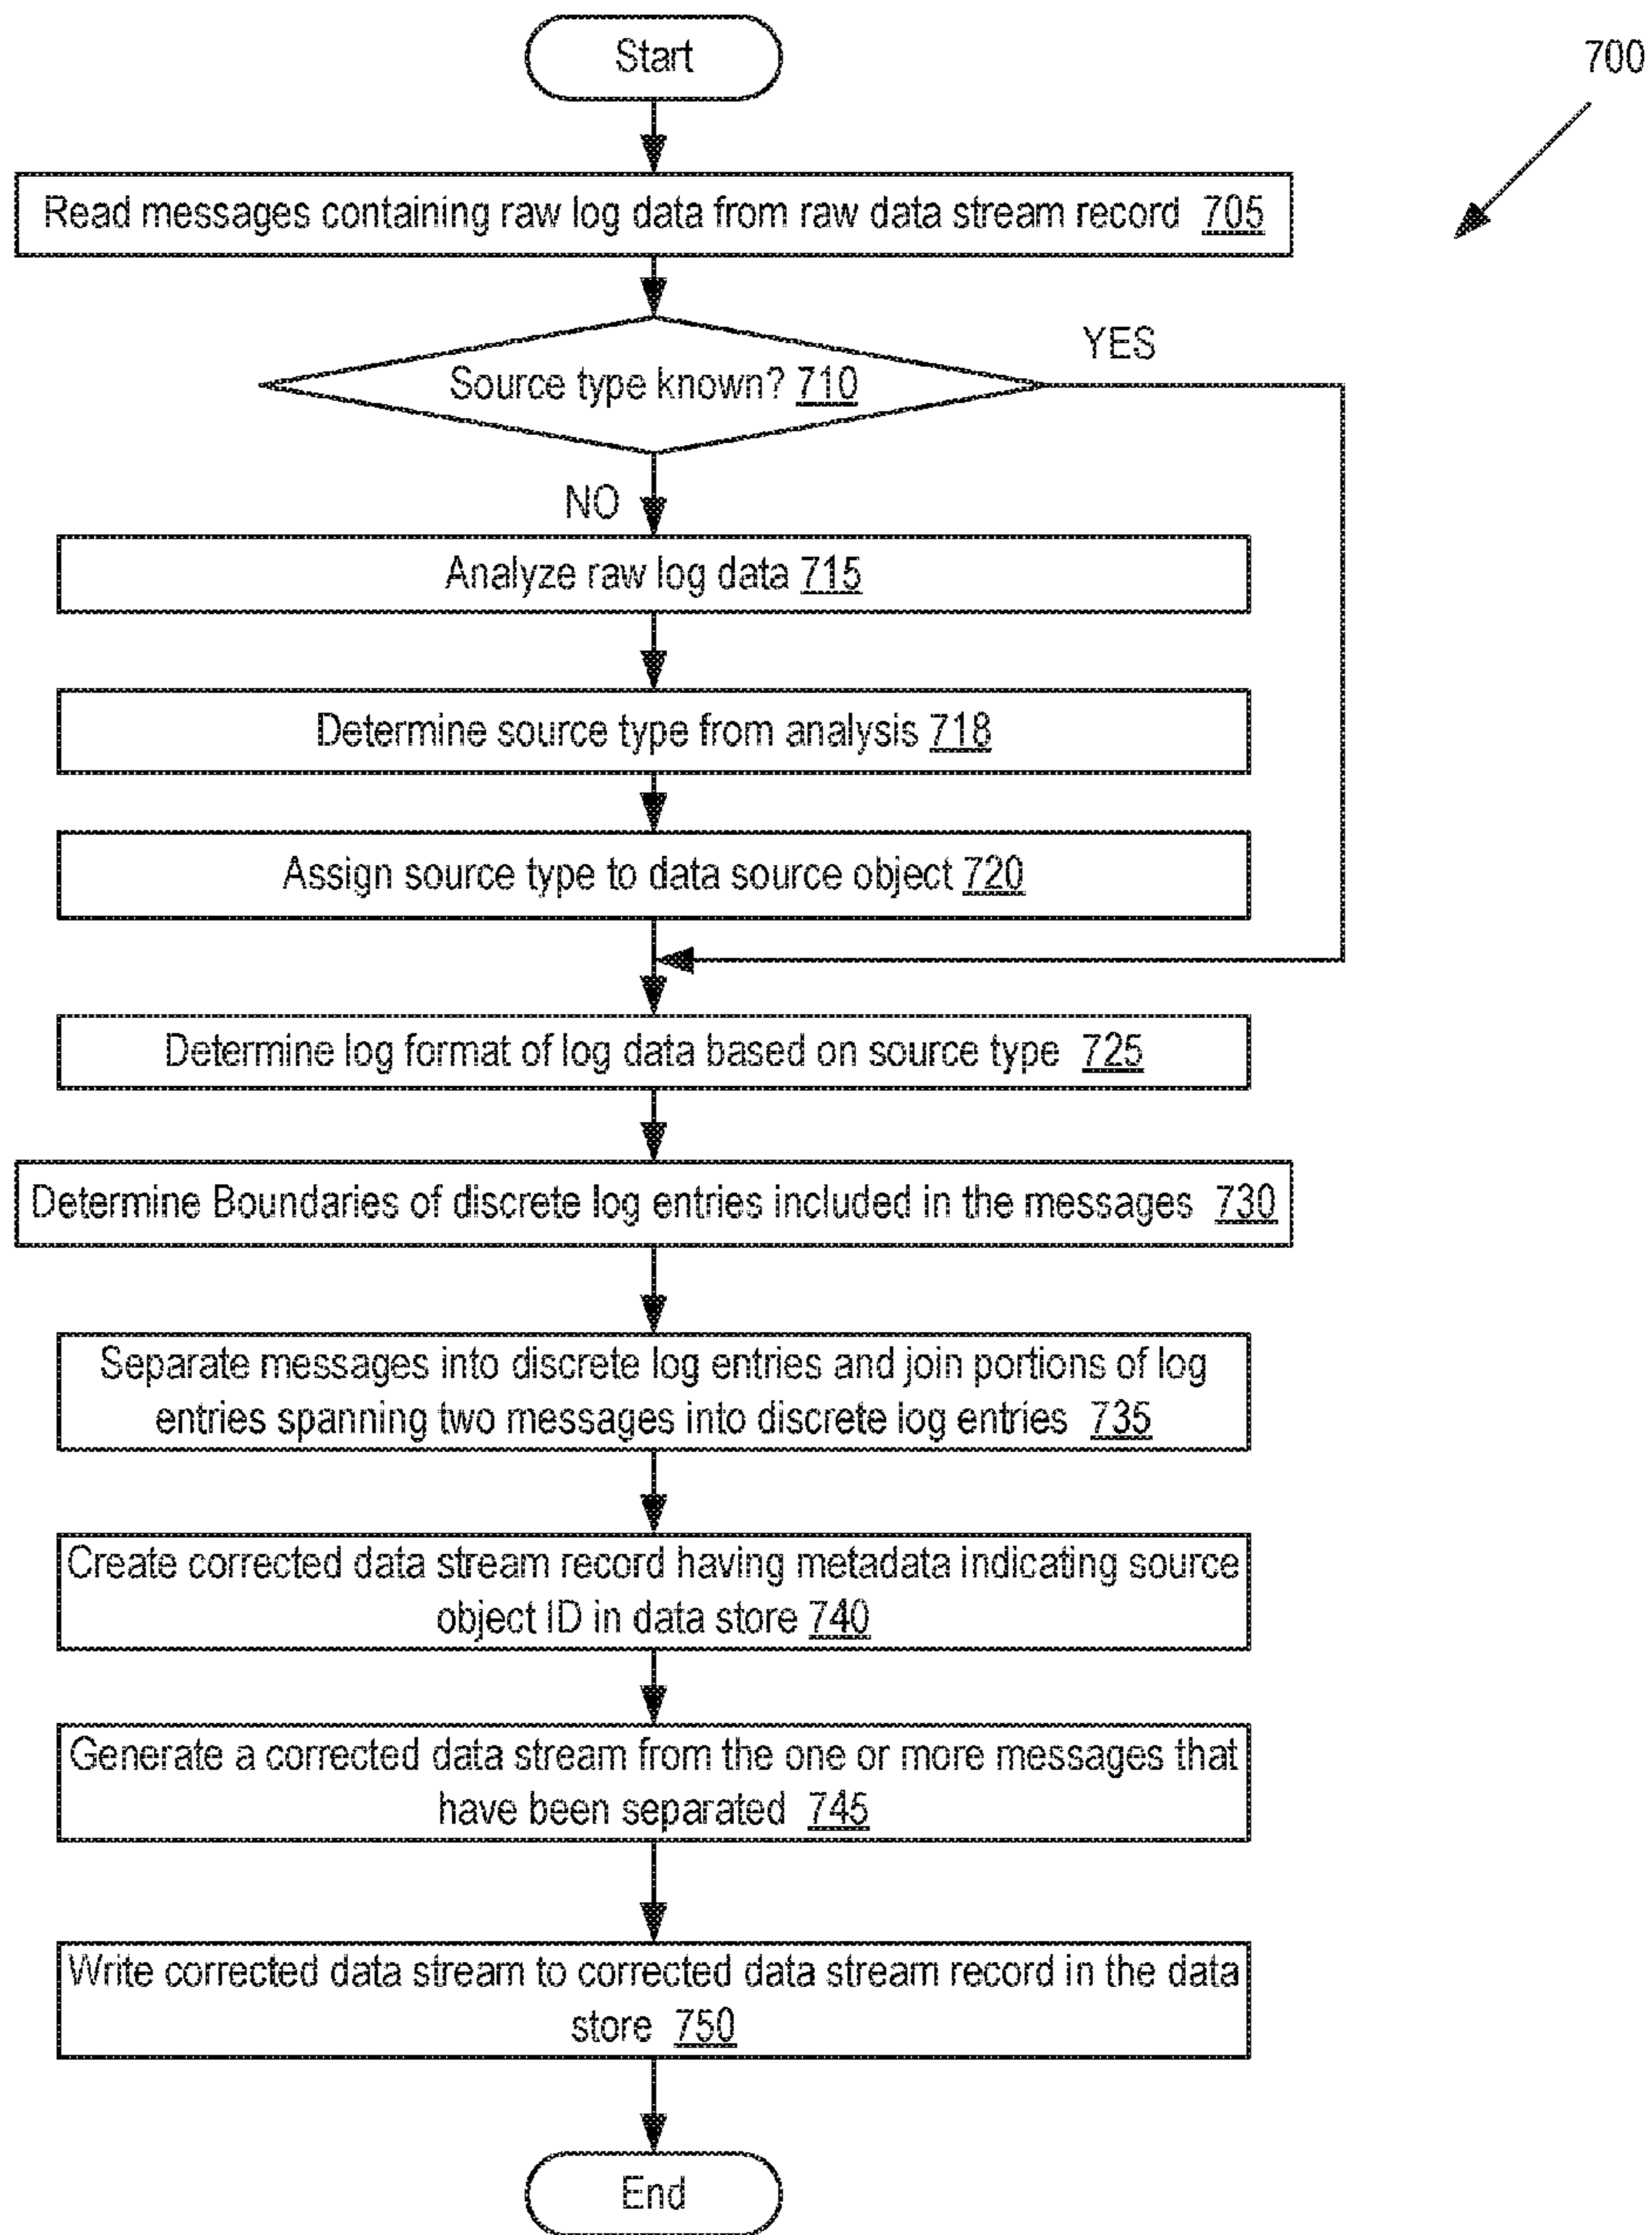 Start
700
Read messages containing raw log data from raw data stream record 705
YES
Source type known? 710
NO
Analyze raw log data 715
Determine source type from analysis 718
Assign source type to data source object 720
Determine log format of log data based on source type 725
Determine Boundaries of discrete log entries included in the messages 730
Separate messages into discrete log entries and join portions of log
entries spanning two messages into discrete log entries 735
Create corrected data stream record having metadata indicating source
object ID in data store 740
Generate a corrected data stream from the one or more messages that
have been separated 745
Write corrected data stream to corrected data stream record in the data
store 750
End